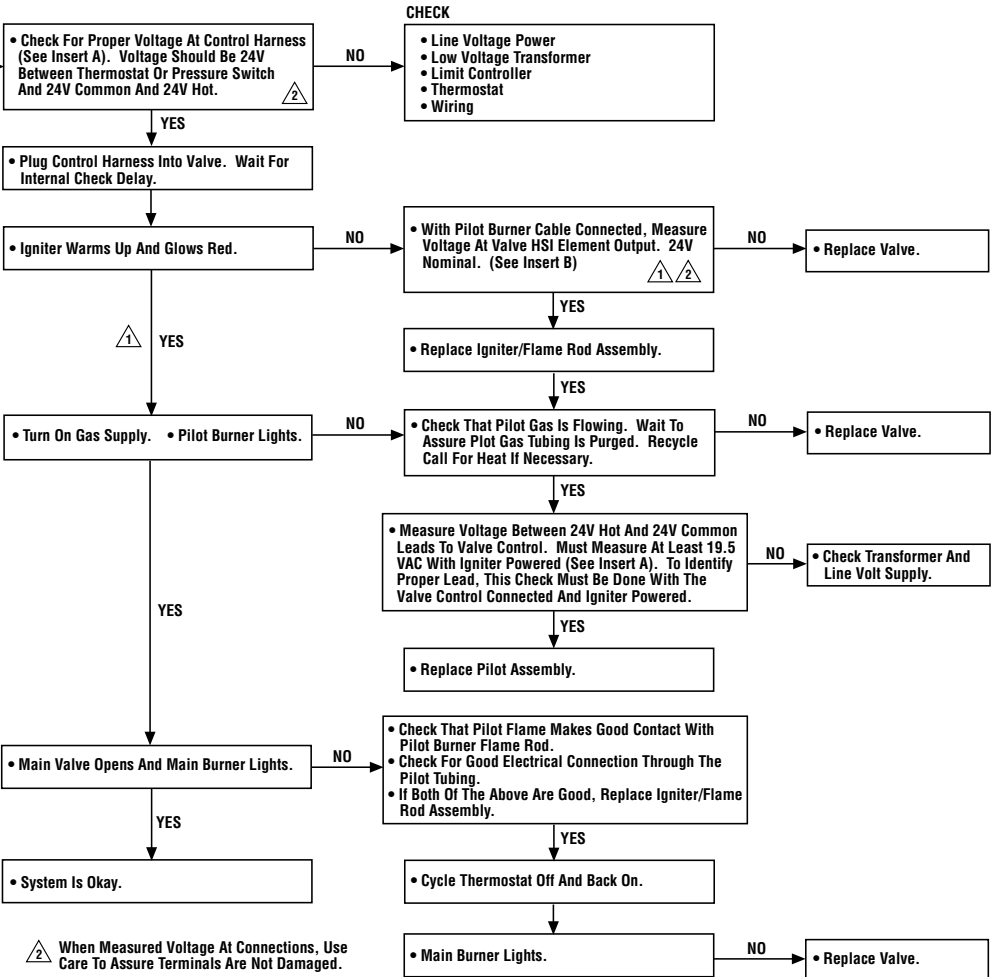 CHECK
• Check For Proper Voltage At Control Harness
(See Insert A). Voltage Should Be 24V
Between Thermostat Or Pressure Switch
And 24V Common And 24V Hot.
2
NO
• Line Voltage Power
• Low Voltage Transformer
• Limit Controller
• Thermostat
• Wiring
YES
• Plug Control Harness Into Valve. Wait For
Internal Check Delay.
• Igniter Warms Up And Glows Red.
NO
• With Pilot Burner Cable Connected, Measure
Voltage At Valve HSI Element Output. 24V
Nominal. (See Insert B)
1 2
NO
• Replace Valve.
YES
• Replace Igniter/Flame Rod Assembly.
1
YES
YES
• Turn On Gas Supply. • Pilot Burner Lights.
NO
• Check That Pilot Gas Is Flowing. Wait To
Assure Plot Gas Tubing Is Purged. Recycle
Call For Heat If Necessary.
NO
• Replace Valve.
YES
• Measure Voltage Between 24V Hot And 24V Common
Leads To Valve Control. Must Measure At Least 19.5
VAC With Igniter Powered (See Insert A). To Identify
Proper Lead, This Check Must Be Done With The
Valve Control Connected And Igniter Powered.
NO
• Check Transformer And
Line Volt Supply.
YES
YES
• Replace Pilot Assembly.
• Main Valve Opens And Main Burner Lights.
NO
• Check That Pilot Flame Makes Good Contact With
Pilot Burner Flame Rod.
• Check For Good Electrical Connection Through The
Pilot Tubing.
• If Both Of The Above Are Good, Replace Igniter/Flame
Rod Assembly.
YES
YES
• System Is Okay.
• Cycle Thermostat Off And Back On.
2 When Measured Voltage At Connections, Use
Care To Assure Terminals Are Not Damaged.
• Main Burner Lights.
NO
• Replace Valve.